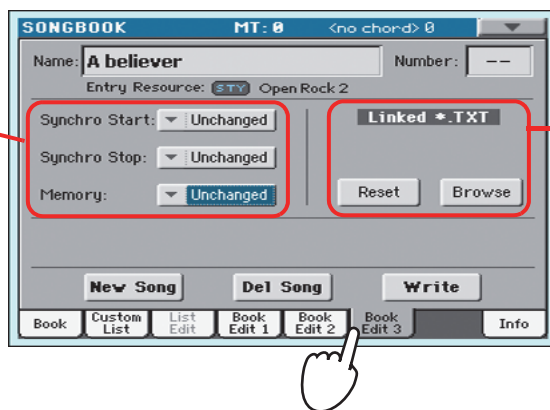 SONGBOOK MT: 0 <no chord> 0
Name: A believer Number: --
Entry Resource: STY Open Rock 2
Synchro Start: Unchanged Linked *.TXT
Synchro Stop: Unchanged
Memory: Unchanged Reset Browse
New Song Del Song Write
Book Custom List List Edit Book Edit 1 Book Edit 2 Book Edit 3 Info